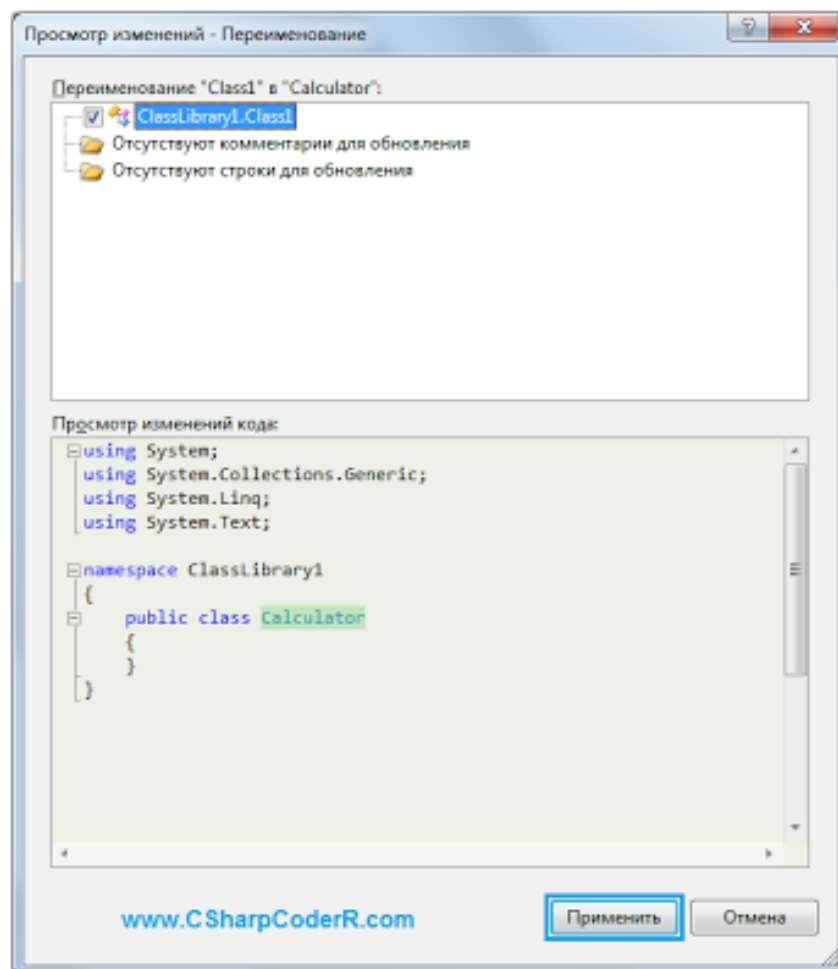 Просмотр изменений - Переименование
Переименование "Class1" в "Calculator":
ClassLibrary1.Class1
Отсутствуют комментарии для обновления
Отсутствуют строки для обновления
Просмотр изменений кода:
using System;
using System.Collections.Generic;
using System.Linq;
using System.Text;
namespace ClassLibrary1
{
public class Calculator
{
}
}
www.CSharpCoderR.com
Применить
Отмена